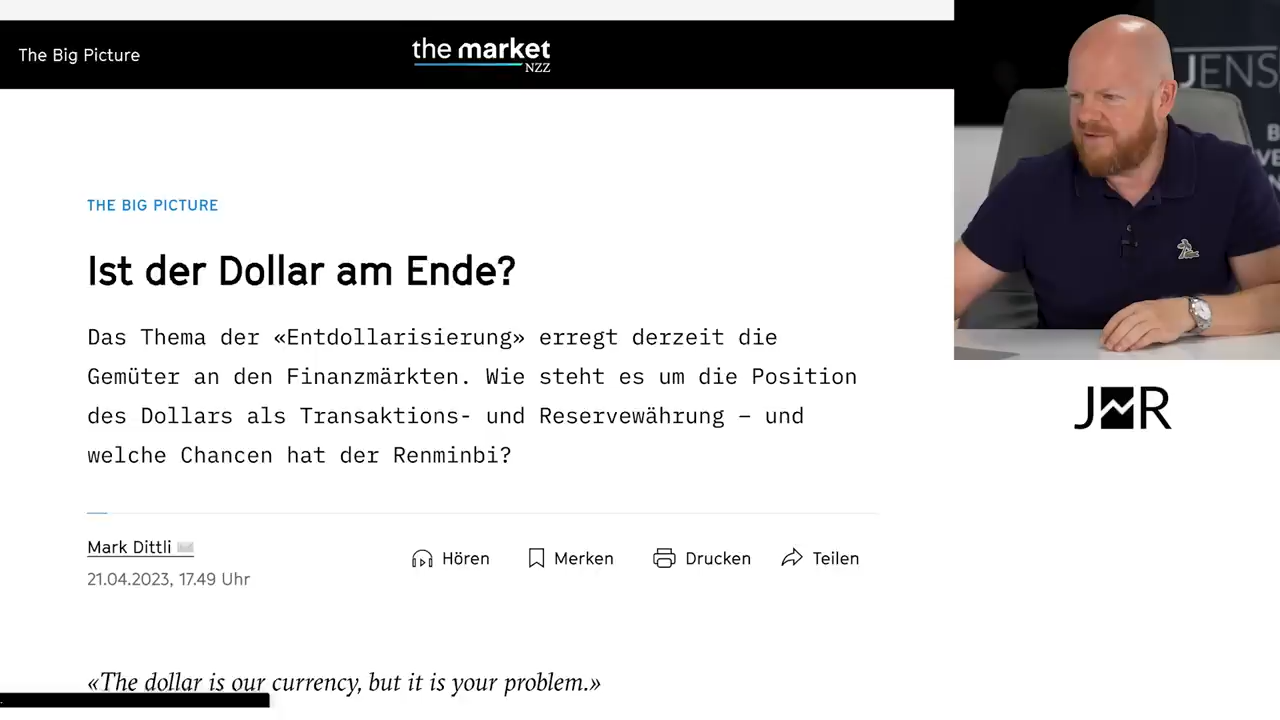 The Big Picture
the market
NZZ
THE BIG PICTURE
Ist der Dollar am Ende?
Das Thema der «Entdollarisierung» erregt derzeit die
Gemüter an den Finanzmärkten. Wie steht es um die Position
des Dollars als Transaktions- und Reservewährung – und
welche Chancen hat der Renminbi?
Mark Dittli
21.04.2023, 17.49 Uhr
Hören
Merken
Drucken
Teilen
«The dollar is our currency, but it is your problem.»
JENS
JMR